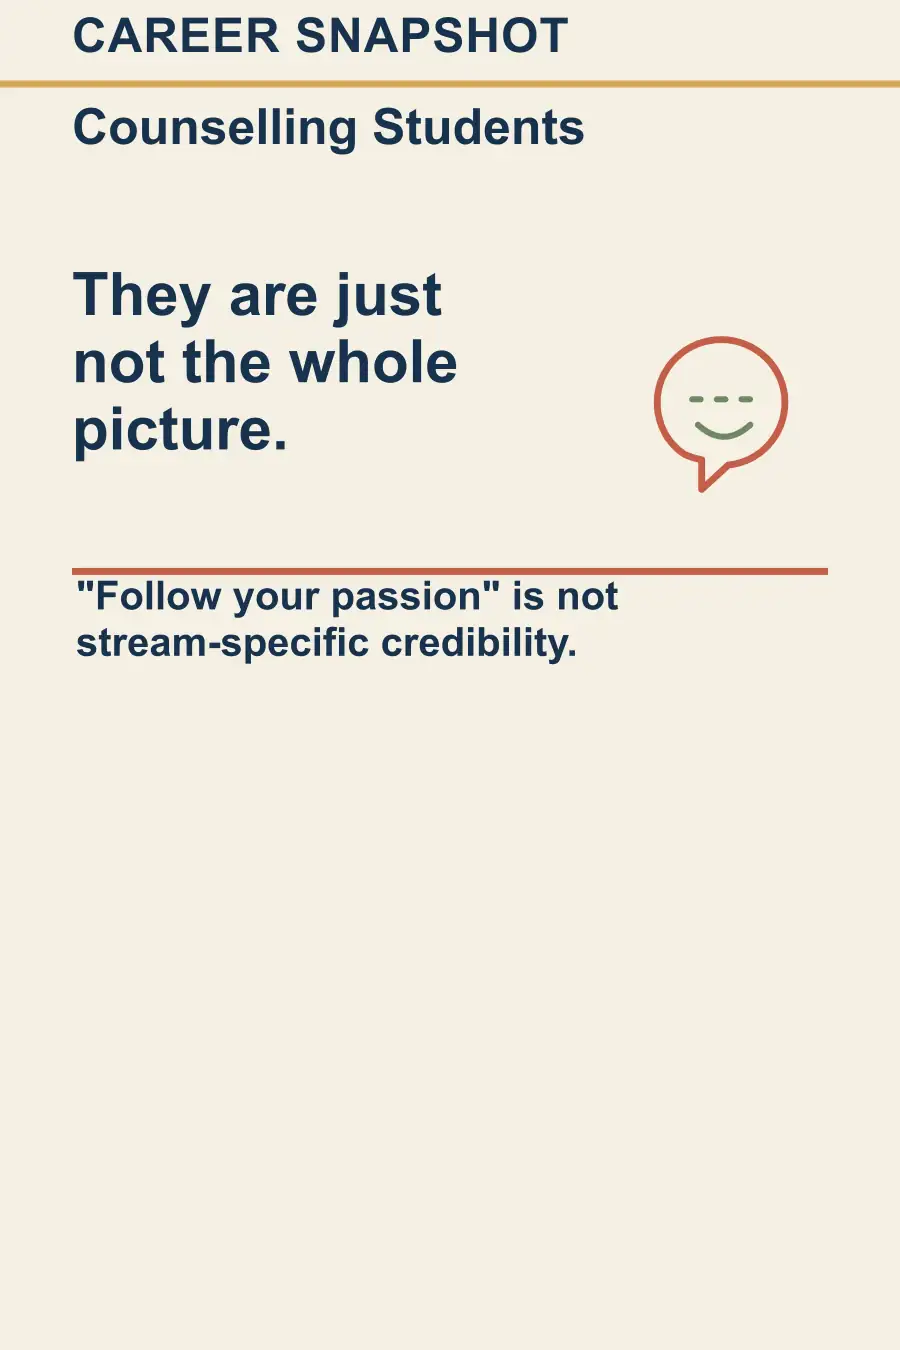 CAREER SNAPSHOT
Counselling Students
They are just
not the whole
picture.
"Follow your passion" is not
stream-specific credibility.